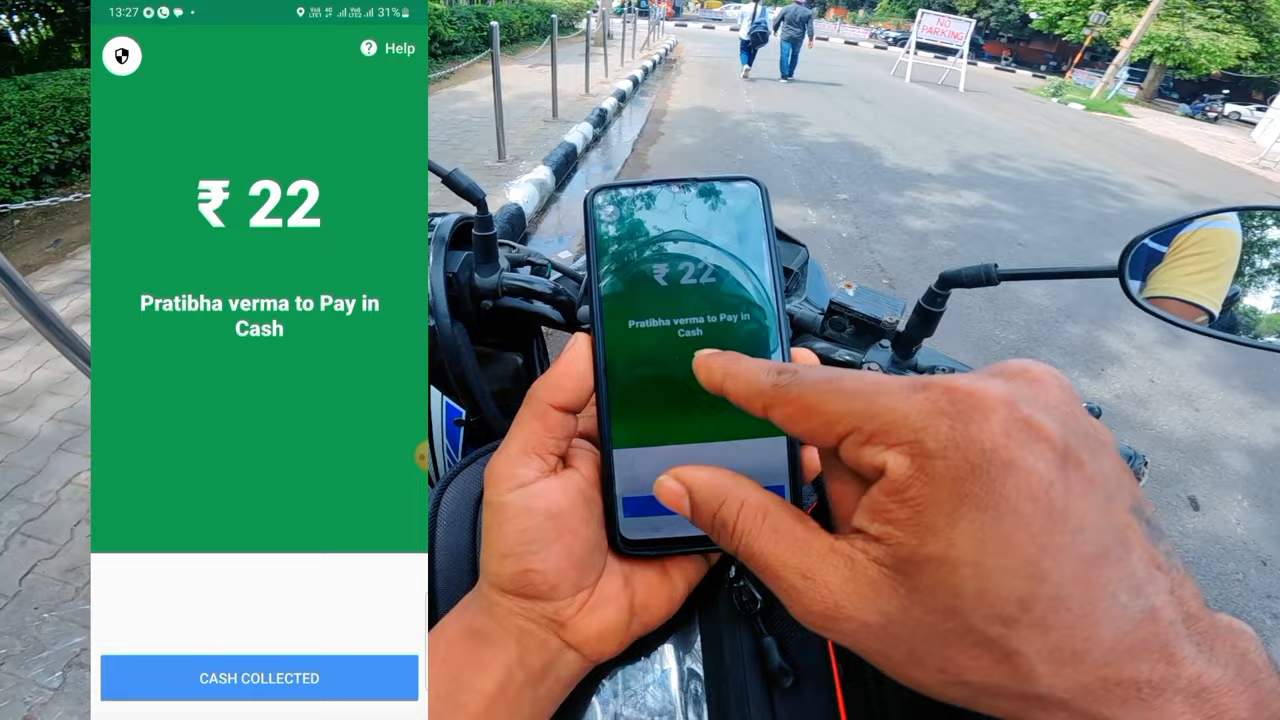 13:27
31%
Help
₹ 22
Pratibha verma to Pay in
Cash
CASH COLLECTED
NO
PARKING
₹ 22
Pratibha verma to Pay in
Cash